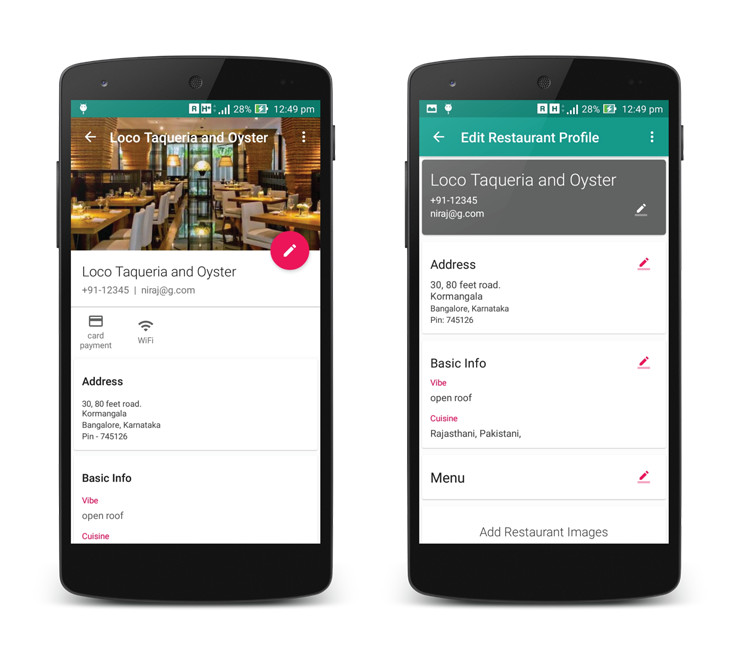 R H+ 28% 12:49 pm
Loco Taqueria and Oyster
Loco Taqueria and Oyster
+91-12345 | niraj@g.com
card
payment
WiFi
Address
30, 80 feet road.
Kormangala
Bangalore, Karnataka
Pin - 745126
Basic Info
Vibe
open roof
Cuisine
R H 28% 12:49 pm
Edit Restaurant Profile
Loco Taqueria and Oyster
+91-12345
niraj@g.com
Address
30, 80 feet road.
Kormangala
Bangalore, Karnataka
Pin: 745126
Basic Info
Vibe
open roof
Cuisine
Rajasthani, Pakistani,
Menu
Add Restaurant Images